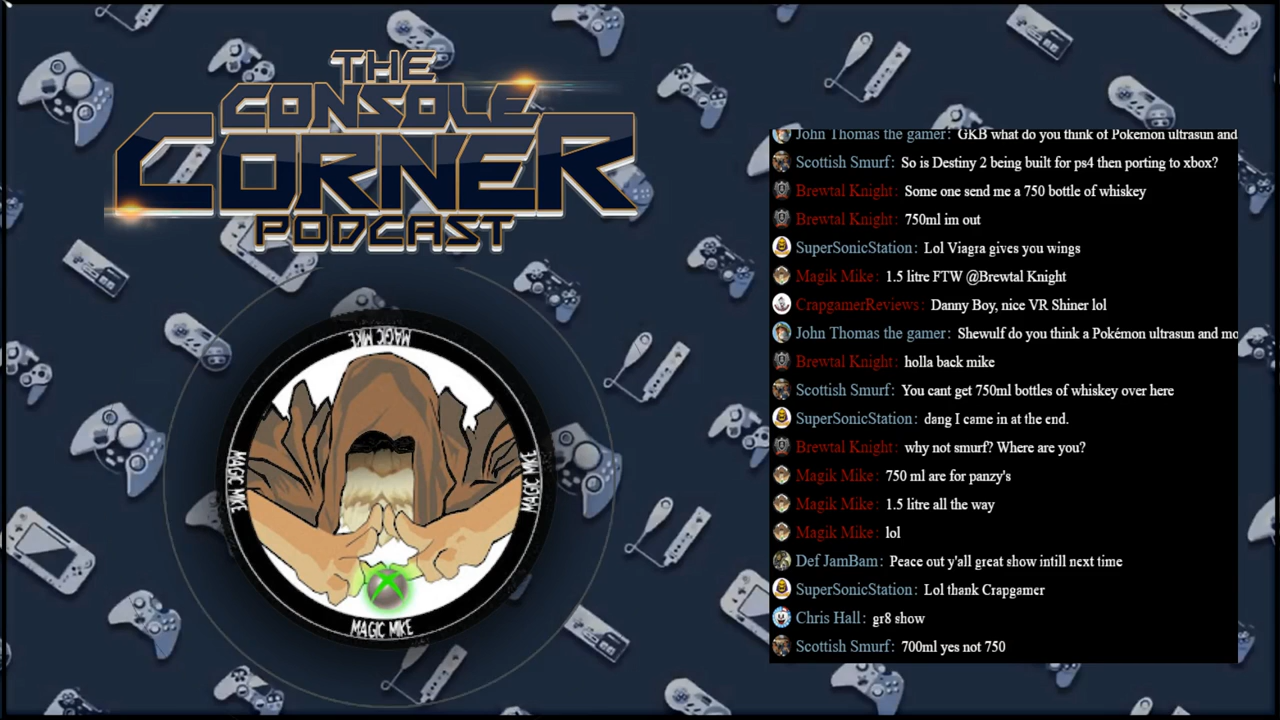 THE
CONSOLE
CORNER
PODCAST
MAGIC MIKE
MAGIC MIKE
MAGIC MIKE
MAGIC MIKE
John Thomas the gamer: GKB what do you think of Pokemon ultrasun and
Scottish Smurf: So is Destiny 2 being built for ps4 then porting to xbox?
Brewtal Knight: Some one send me a 750 bottle of whiskey
Brewtal Knight: 750ml im out
SuperSonicStation: Lol Viagra gives you wings
Magik Mike: 1.5 litre FTW @Brewtal Knight
CrapgamerReviews: Danny Boy, nice VR Shiner lol
John Thomas the gamer: Shewulf do you think a Pokémon ultrasun and mo
Brewtal Knight: holla back mike
Scottish Smurf: You cant get 750ml bottles of whiskey over here
SuperSonicStation: dang I came in at the end.
Brewtal Knight: why not smurf? Where are you?
Magik Mike: 750 ml are for panzy's
Magik Mike: 1.5 litre all the way
Magik Mike: lol
Def JamBam: Peace out y'all great show intill next time
SuperSonicStation: Lol thank Crapgamer
Chris Hall: gr8 show
Scottish Smurf: 700ml yes not 750